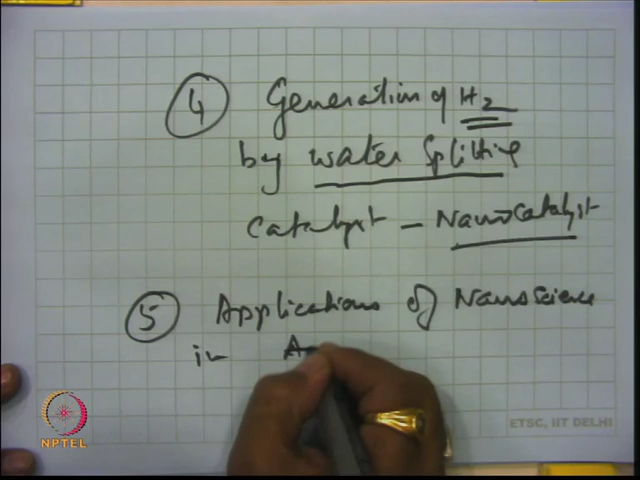 4 Generation of H2
by water splitting
Catalyst - Nanocatalyst
5 Applications of Nanoscience
in
NPTEL
ETSC, IIT DELHI